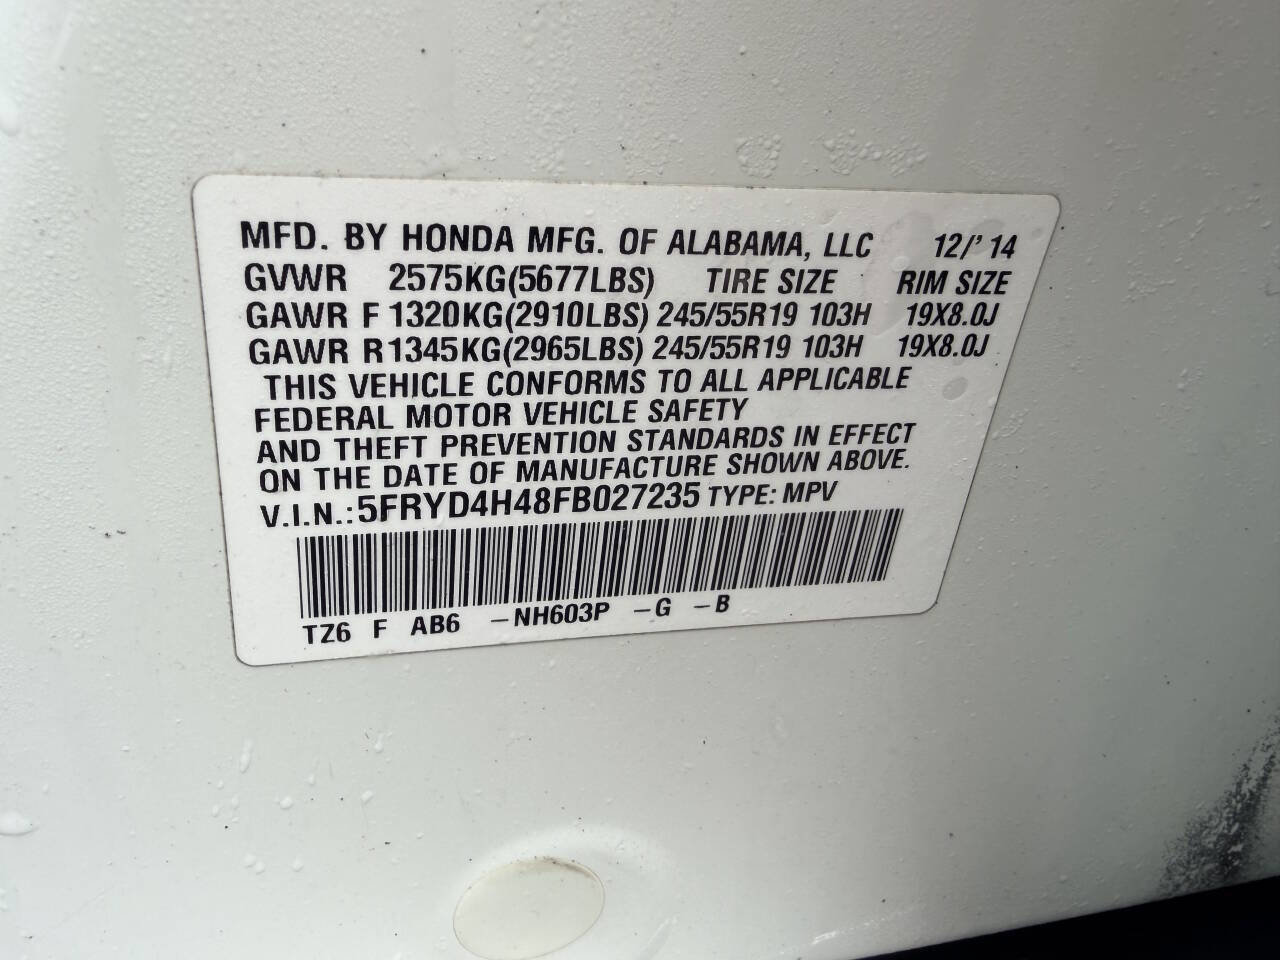 MFD. BY HONDA MFG. OF ALABAMA, LLC 12/' 14
GVWR 2575KG(5677LBS) TIRE SIZE RIM SIZE
GAWR F 1320KG(2910LBS) 245/55R19 103H 19X8.0J
GAWR R1345KG(2965LBS) 245/55R19 103H 19X8.0J
THIS VEHICLE CONFORMS TO ALL APPLICABLE
FEDERAL MOTOR VEHICLE SAFETY
AND THEFT PREVENTION STANDARDS IN EFFECT
ON THE DATE OF MANUFACTURE SHOWN ABOVE.
V.I.N.: 5FRYD4H48FB027235 TYPE: MPV
TZ6 F AB6 -NH603P -G -B